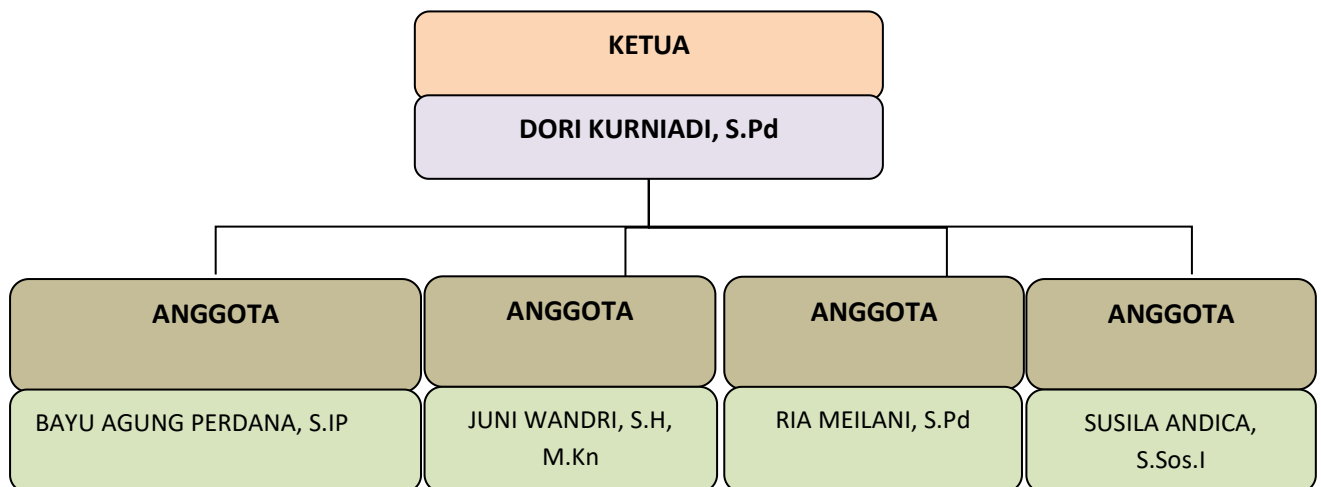 KETUA
DORI KURNIADI, S.Pd
ANGGOTA
BAYU AGUNG PERDANA, S.IP
ANGGOTA
JUNI WANDRI, S.H,
M.Kn
ANGGOTA
RIA MEILANI, S.Pd
ANGGOTA
SUSILA ANDICA,
S.Sos.I